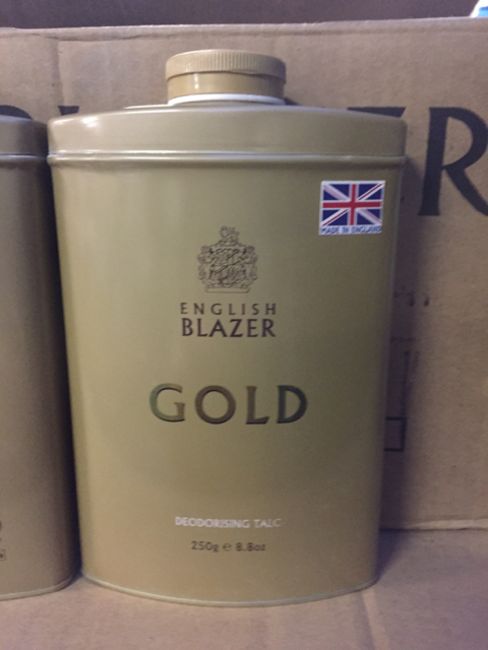 MADE IN ENGLAND
ENGLISH
BLAZER
GOLD
DEODORISING TALC
250g e 8.8oz